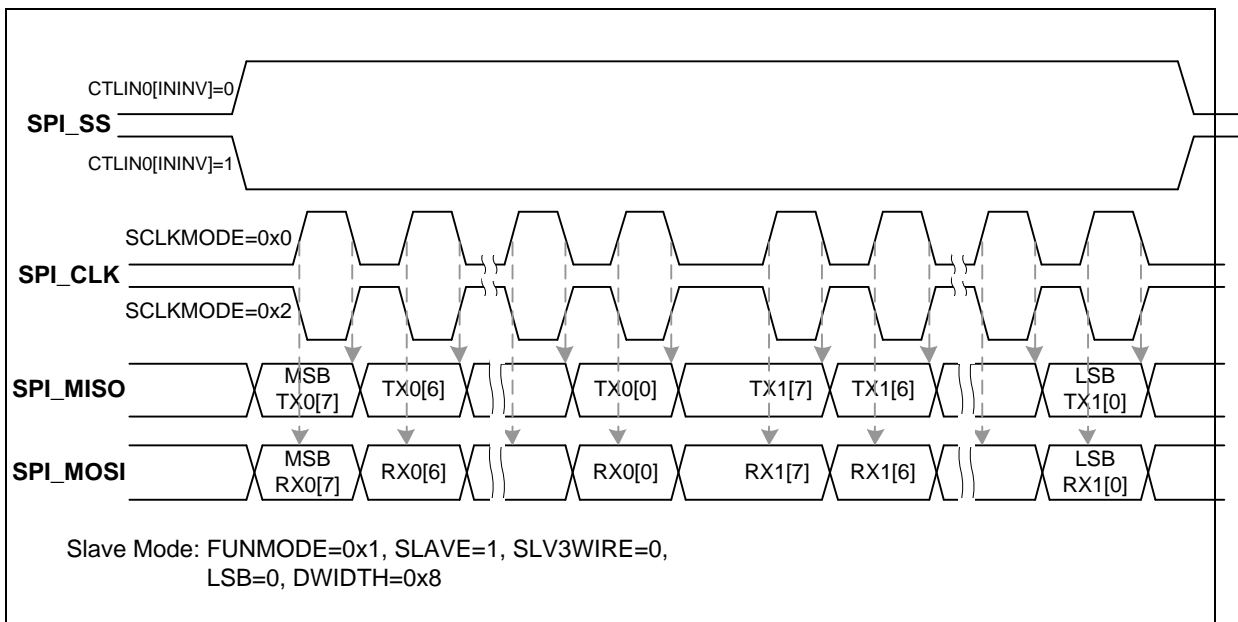 CTLIN0[ININV]=0
SPI_SS
CTLIN0[ININV]=1
SCLKMODE=0x0
SPI_CLK
SCLKMODE=0x2
SPI_MISO
MSB
TX0[7]
TX0[6]
TX0[0]
TX1[7]
TX1[6]
LSB
TX1[0]
SPI_MOSI
MSB
RX0[7]
RX0[6]
RX0[0]
RX1[7]
RX1[6]
LSB
RX1[0]
Slave Mode: FUNMODE=0x1, SLAVE=1, SLV3WIRE=0,
LSB=0, DWIDTH=0x8